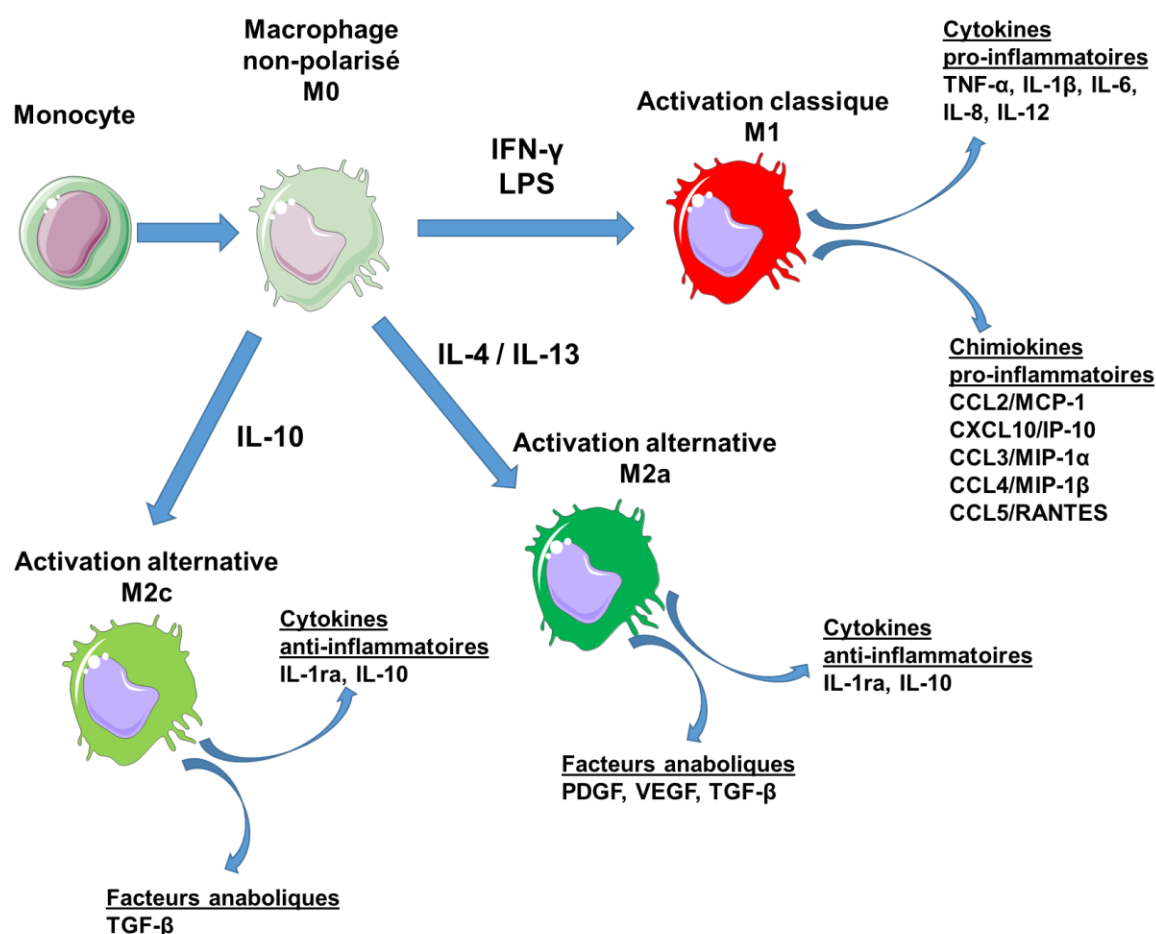 Monocyte
Macrophage
non-polarisé
M0
IFN-γ
LPS
Activation classique
M1
Cytokines
pro-inflammatoires
TNF-α, IL-1β, IL-6,
IL-8, IL-12
Chimiokines
pro-inflammatoires
CCL2/MCP-1
CXCL10/IP-10
CCL3/MIP-1α
CCL4/MIP-1β
CCL5/RANTES
IL-4 / IL-13
IL-10
Activation alternative
M2a
Cytokines
anti-inflammatoires
IL-1ra, IL-10
Facteurs anaboliques
PDGF, VEGF, TGF-β
Activation alternative
M2c
Cytokines
anti-inflammatoires
IL-1ra, IL-10
Facteurs anaboliques
TGF-β